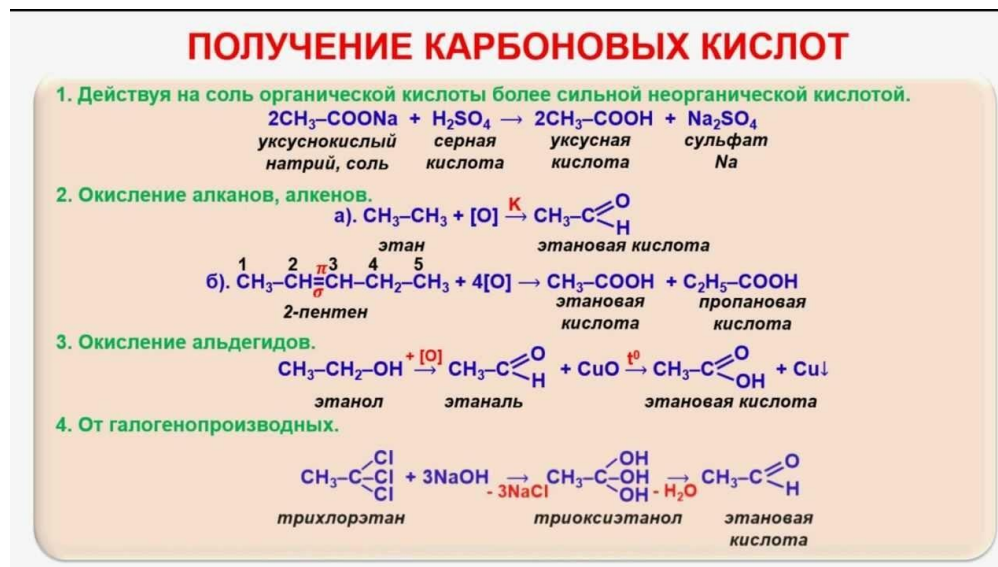 ПОЛУЧЕНИЕ КАРБОНОВЫХ КИСЛОТ
1. Действуя на соль органической кислоты более сильной неорганической кислотой.
2CH₃–COONa + H₂SO₄ → 2CH₃–COOH + Na₂SO₄
уксуснокислый серная уксусная сульфат
натрий, соль кислота кислота Na
2. Окисление алканов, алкенов.
O
а). CH₃–CH₃ + [O] K → CH₃–C
H
этан этановая кислота
1 2 π 3 4 5
б). CH₃–CH=CH–CH₂–CH₃ + 4[O] → CH₃–COOH + C₂H₅–COOH
σ
2-пентен этановая пропановая
кислота кислота
3. Окисление альдегидов.
+ [O] O t⁰ O
CH₃–CH₂–OH → CH₃–C + CuO → CH₃–C + Cu↓
H OH
этанол этаналь этановая кислота
4. От галогенопроизводных.
Cl OH O
CH₃–C–Cl + 3NaOH → CH₃–C–OH → CH₃–C
Cl - 3NaCl OH - H₂O H
трихлорэтан триоксиэтанол этановая
кислота